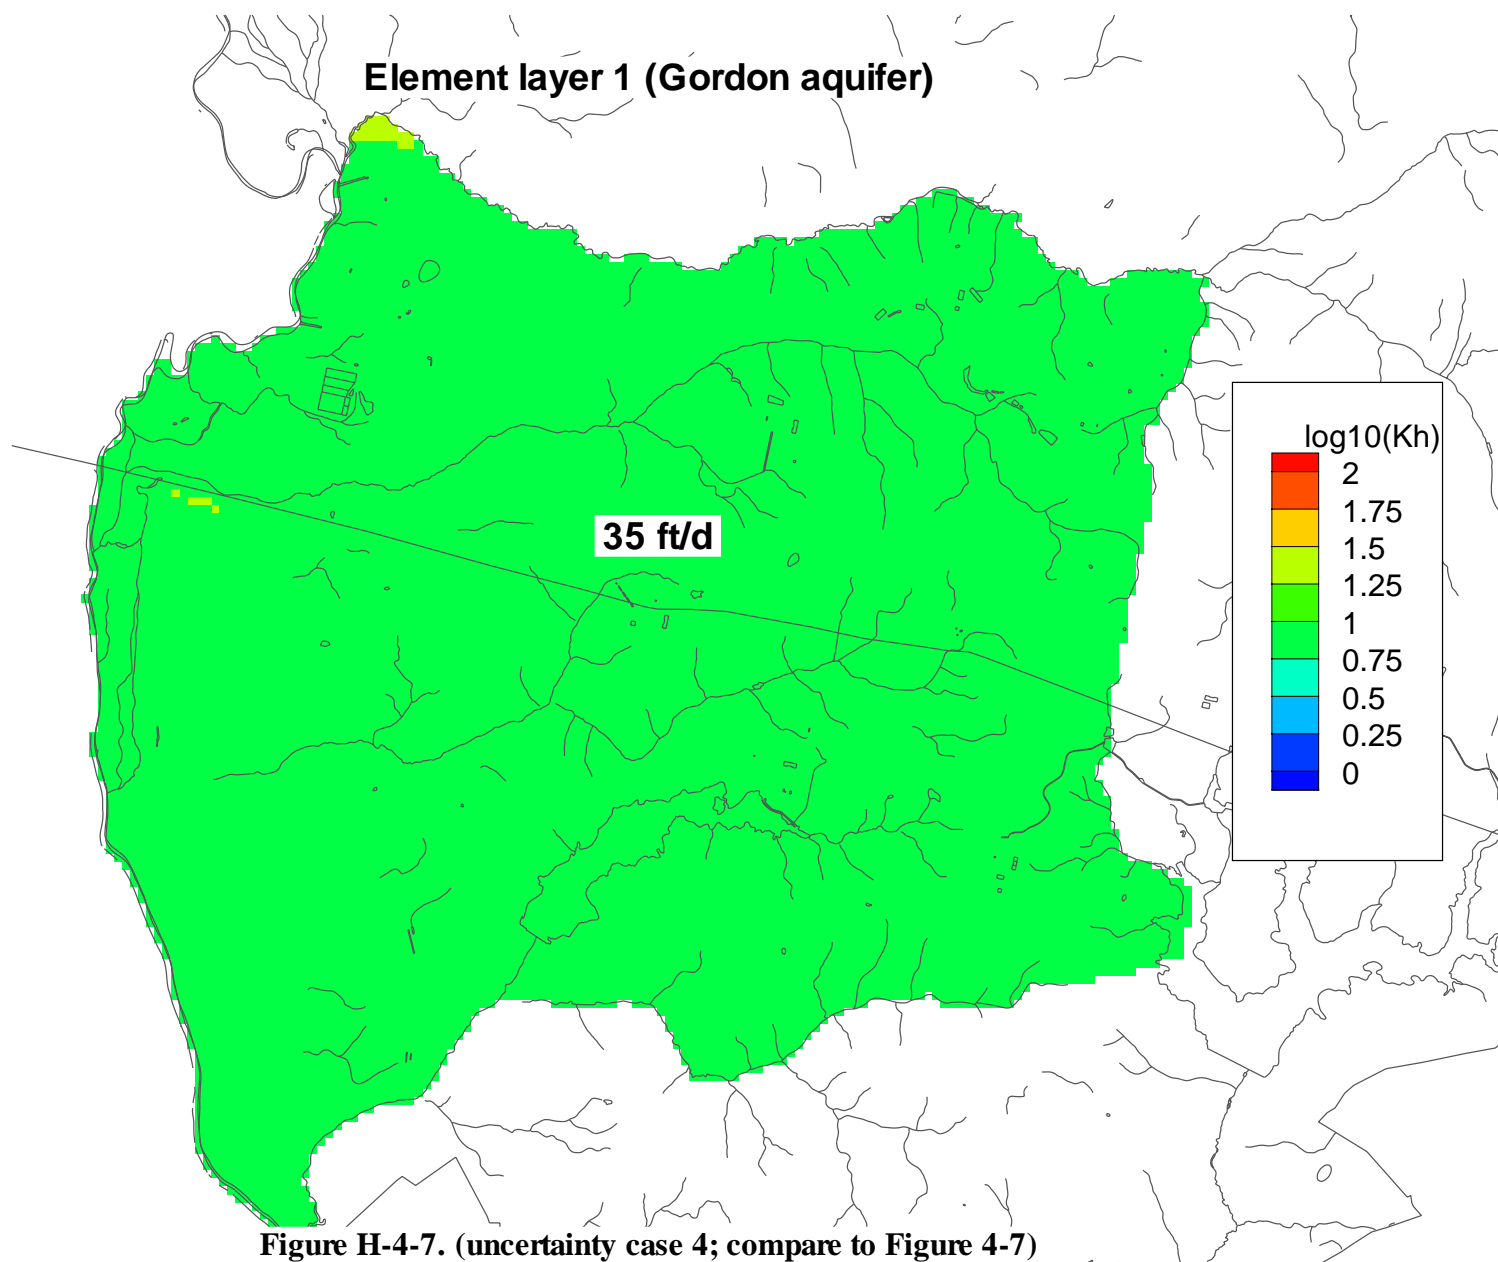 Element layer 1 (Gordon aquifer)
log10(Kh)
2
1.75
1.5
1.25
1
0.75
0.5
0.25
0
35 ft/d
Figure H-4-7. (uncertainty case 4; compare to Figure 4-7)